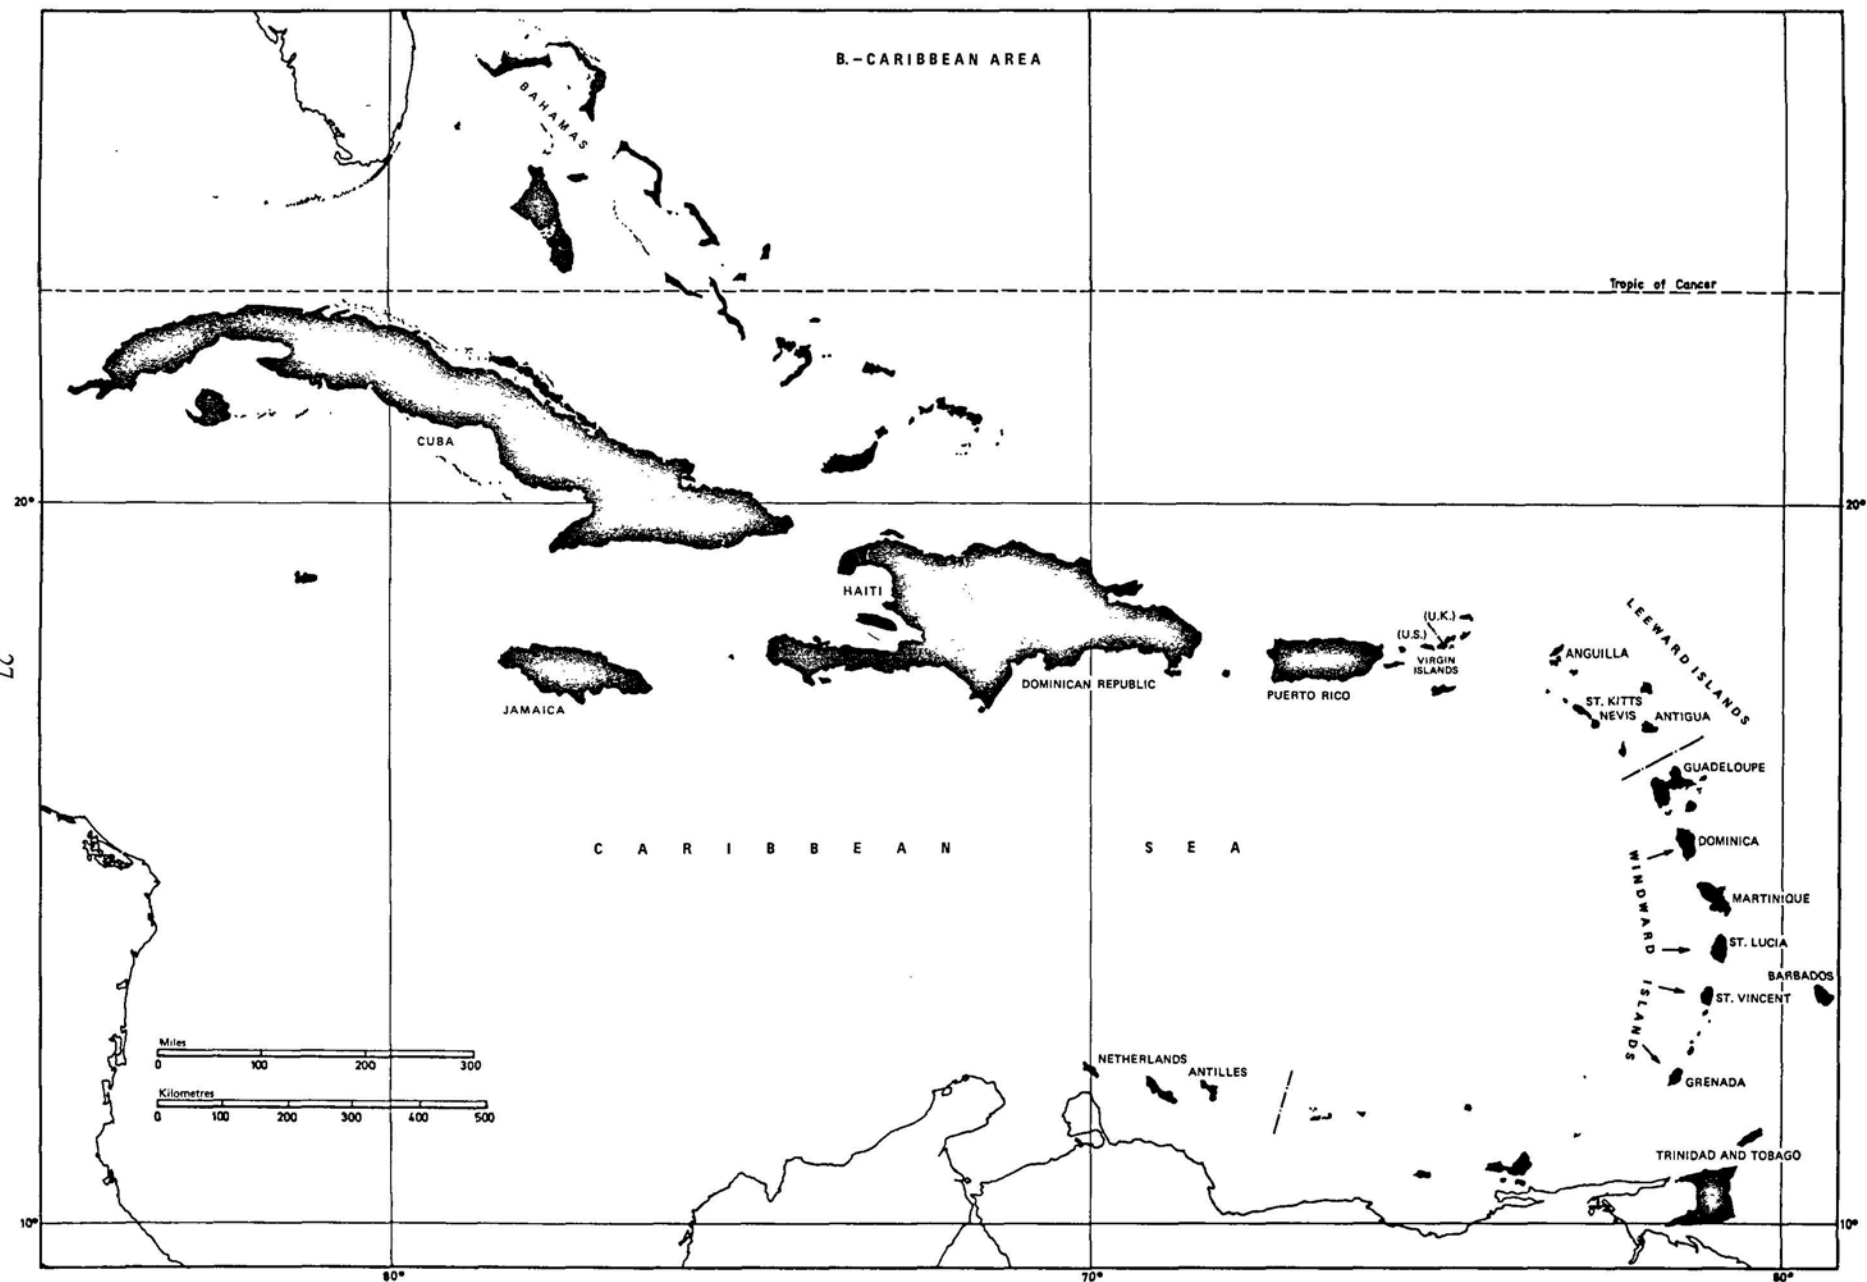 B.–CARIBBEAN AREA
BAHAMAS
Tropic of Cancer
CUBA
20°
20°
HAITI
(U.K.)
(U.S.)
VIRGIN
ISLANDS
LEEWARD ISLANDS
ANGUILLA
DOMINICAN REPUBLIC
PUERTO RICO
JAMAICA
ST. KITTS
NEVIS
ANTIGUA
27
GUADELOUPE
CARIBBEAN SEA
DOMINICA
WINDWARD ISLANDS
MARTINIQUE
ST. LUCIA
BARBADOS
ST. VINCENT
Miles
0 100 200 300
NETHERLANDS
ANTILLES
GRENADA
Kilometres
0 100 200 300 400 500
TRINIDAD AND TOBAGO
10°
10°
80°
70°
60°